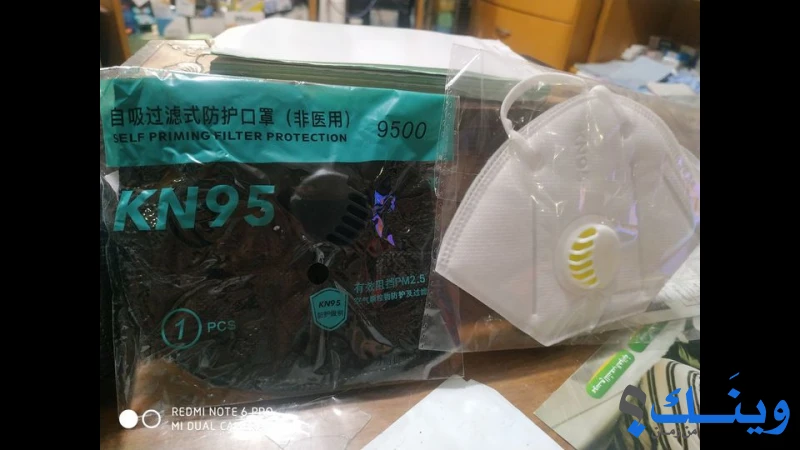 自吸过滤式防护口罩（非医用）
SELF PRIMING FILTER PROTECTION
9500
KN95
有效阻挡PM2.5
KN95
1 PCS
REDMI NOTE 6 PRO
MI DUAL CAMERA
وينك